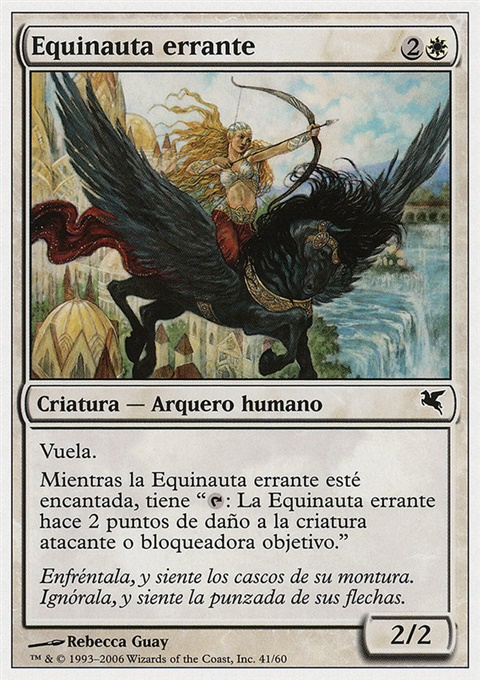 Equinauta errante 2
Criatura — Arquero humano
Vuela.
Mientras la Equinauta errante esté
encantada, tiene “: La Equinauta errante
hace 2 puntos de daño a la criatura
atacante o bloqueadora objetivo.”
Enfréntala, y siente los cascos de su montura.
Ignórala, y siente la punzada de sus flechas.
Rebecca Guay
2/2
™ & © 1993–2006 Wizards of the Coast, Inc. 41/60